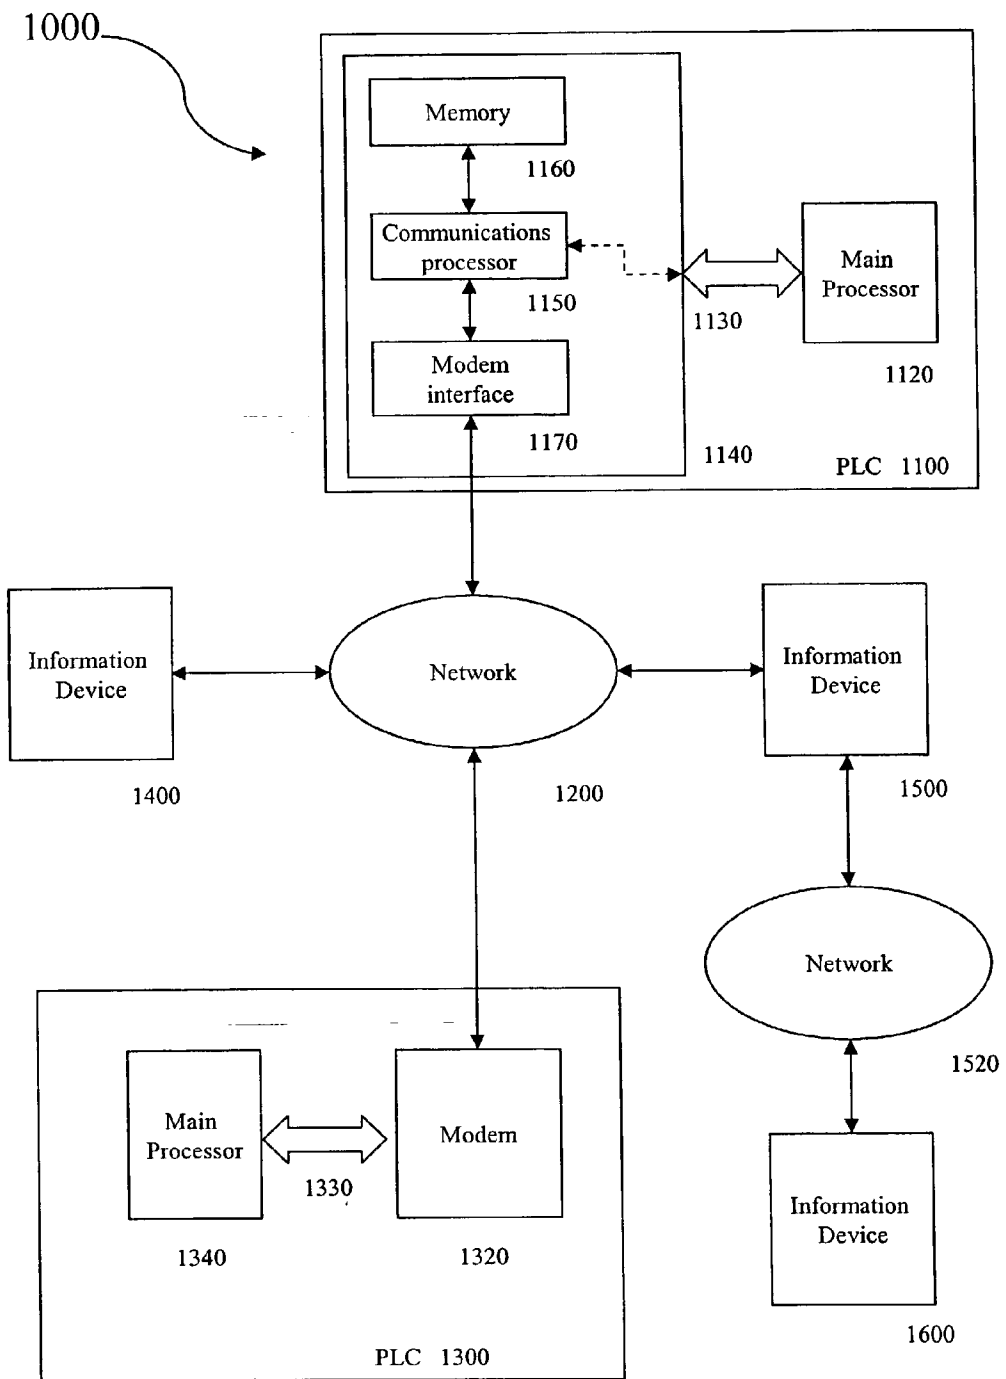 1000
Memory
1160
Communications
processor
1150
Main
Processor
1130
1120
Modem
interface
1170
1140
PLC 1100
Information
Device
1400
Network
1200
Information
Device
1500
Network
1520
Main
Processor
1330
Modem
1340
1320
Information
Device
1600
PLC 1300